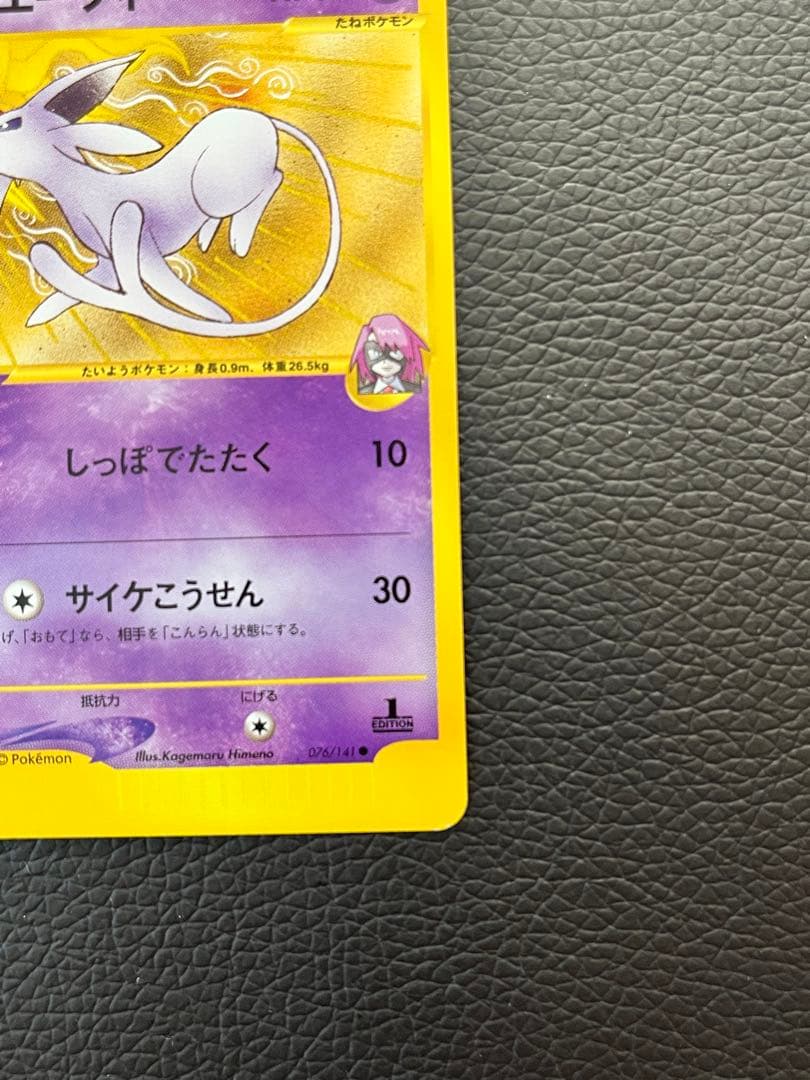 たねポケモン
たいようポケモン：身長0.9m、体重26.5kg
しっぽでたたく 10
サイケこうせん 30
げ、「おもて」なら、相手を「こんらん」状態にする。
抵抗力 にげる
1
EDITION
© Pokémon Illus.Kagemaru Himeno 076/141●